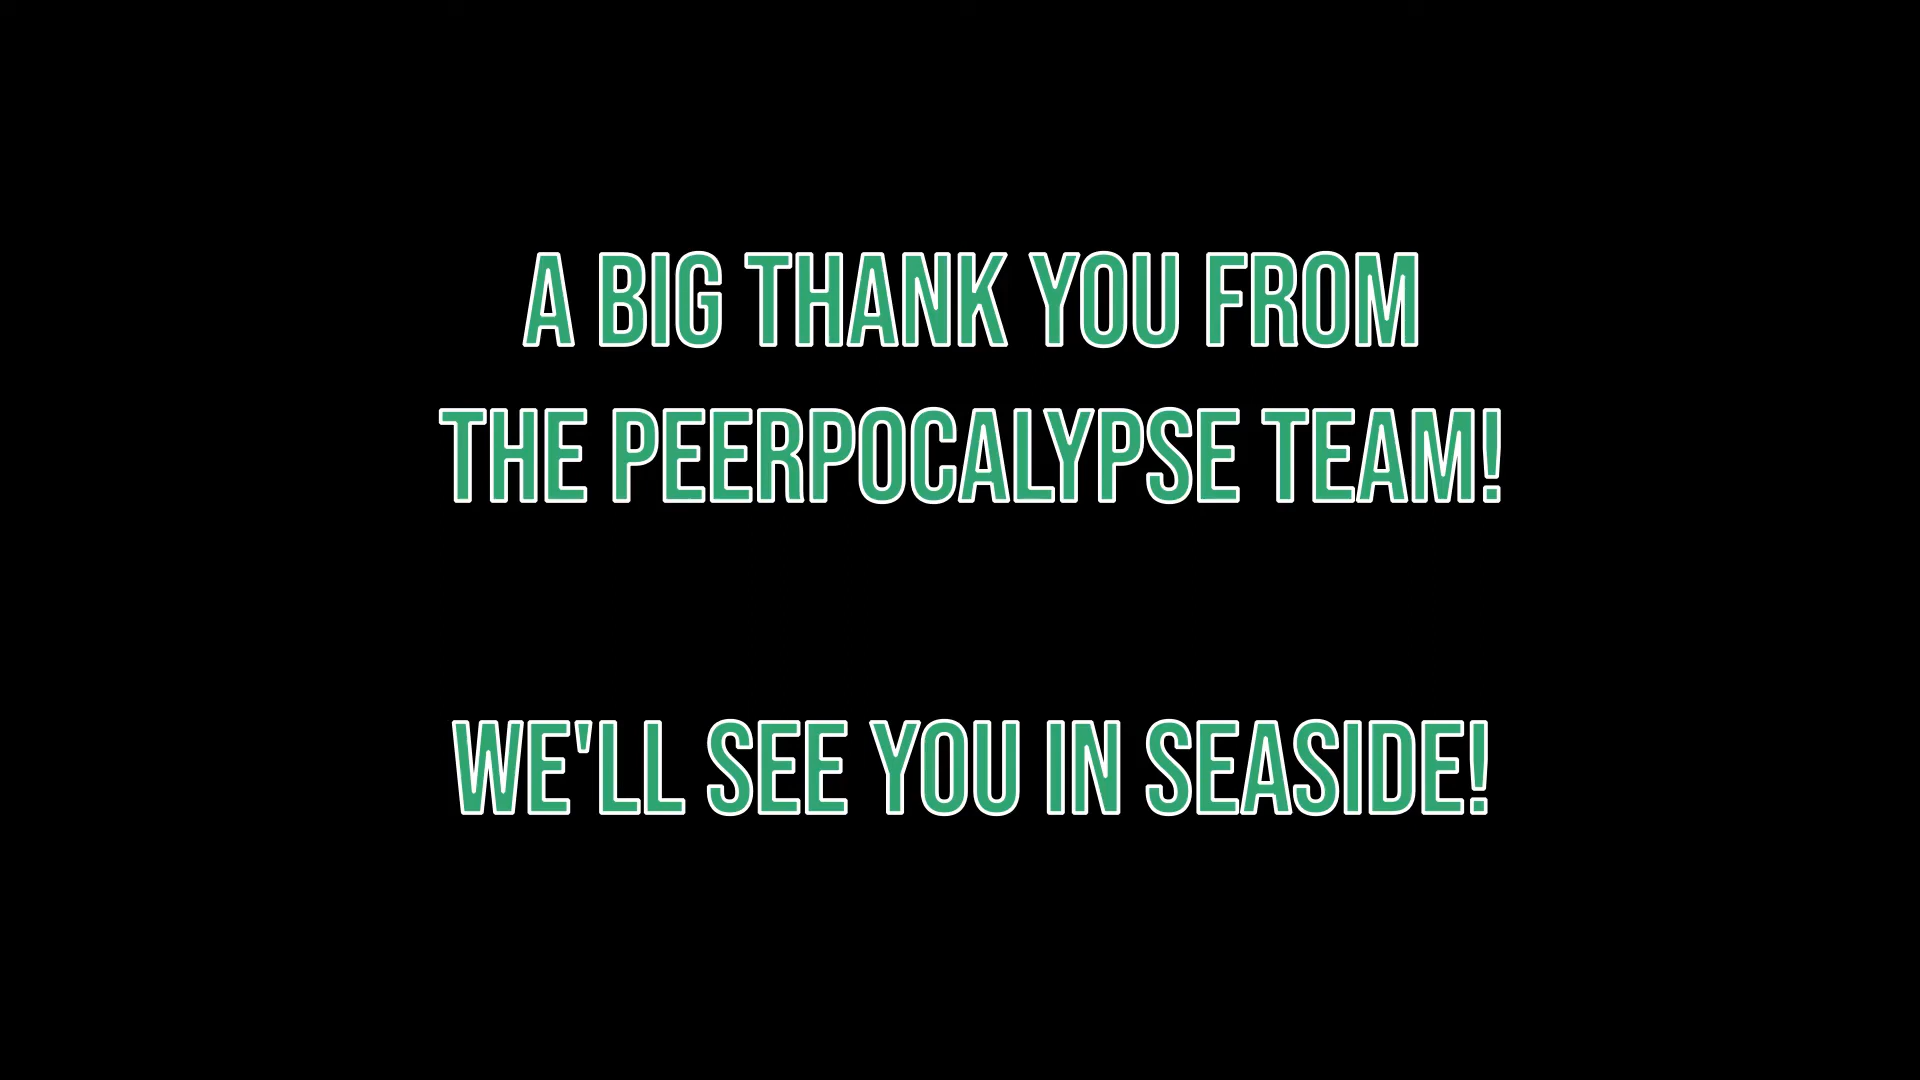 A BIG THANK YOU FROM
THE PEERPOCALYPSE TEAM!
WE'LL SEE YOU IN SEASIDE!